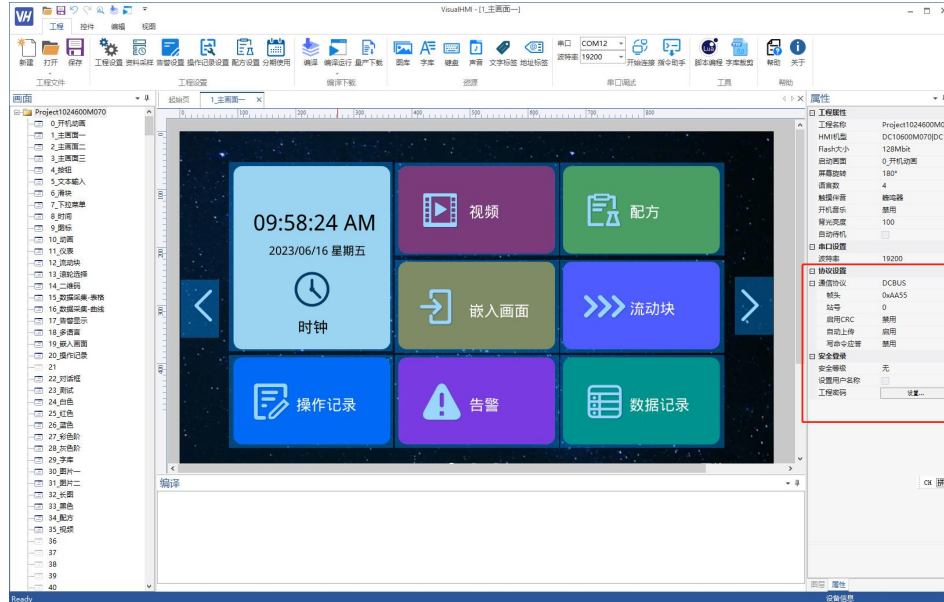 VH
VisualHMI - [1_主画面一]
工程 控件 编辑 视图
新建 打开 保存 工程设置 资料采样 告警设置 操作记录设置 配方设置 分期使用 编译 编译运行 量产下载 图库 字库 键盘 声音 文字标签 地址标签 串口 COM12 波特率 19200 开始连接 指令助手 Lua 脚本编程 字库裁剪 帮助 关于
工程文件 工程设置 编译下载 资源 串口调试 工具 帮助
画面
Project1024600M070
0_开机动画
1_主画面一
2_主画面二
3_主画面三
4_按钮
5_文本输入
6_滑块
7_下拉菜单
8_时间
9_图标
10_动画
11_仪表
12_流动块
13_滚轮选择
14_二维码
15_数据采集-表格
16_数据采集-曲线
17_告警显示
18_多语言
19_嵌入画面
20_操作记录
21
22_对话框
23_测试
24_白色
25_红色
26_蓝色
27_彩色阶
28_灰色阶
29_字库
30_图片一
31_图片二
32_长图
33_黑色
34_配方
35_视频
36
37
38
39
40
起始页 1_主画面一
0 100 200 300 400 500 600 700 800
0
100
200
300
400
09:58:24 AM
2023/06/16 星期五
时钟
视频
配方
嵌入画面
流动块
操作记录
告警
数据记录
编译
属性
工程属性
工程名称 Project1024600M0
HMI机型 DC10600M070[DC
Flash大小 128Mbit
启动画面 0_开机动画
屏幕旋转 180°
语言数 4
触摸伴音 蜂鸣器
开机音乐 禁用
背光亮度 100
自动待机
串口设置
波特率 19200
协议设置
通信协议 DCBUS
帧头 0xAA55
站号 0
启用CRC 禁用
自动上传 启用
写命令应答 禁用
安全登录
安全等级 无
设置用户名称
工程密码 设置...
CH 拼
图层 属性
Ready
设备信息